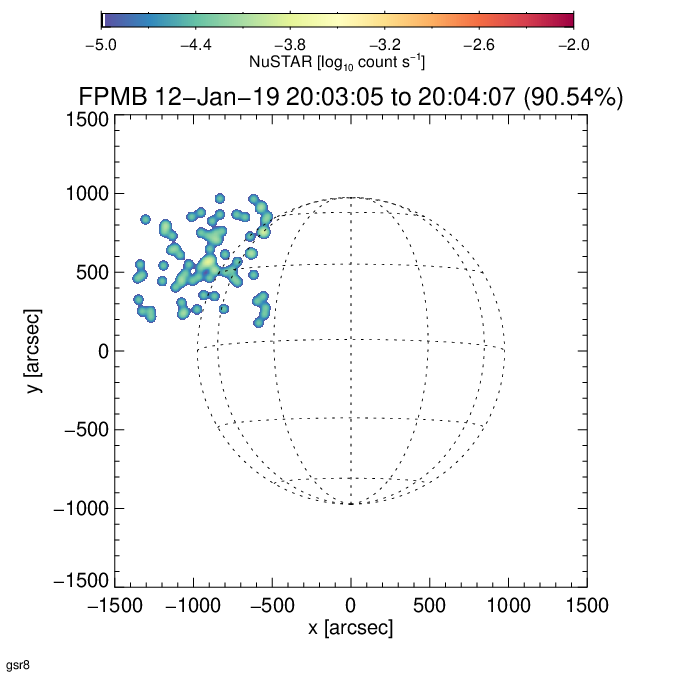 −5.0 −4.4 −3.8 −3.2 −2.6 −2.0
NuSTAR [log₁₀ count s⁻¹]
FPMB 12−Jan−19 20:03:05 to 20:04:07 (90.54%)
1500
1000
500
0
−500
−1000
−1500
y [arcsec]
−1500 −1000 −500 0 500 1000 1500
x [arcsec]
gsr8